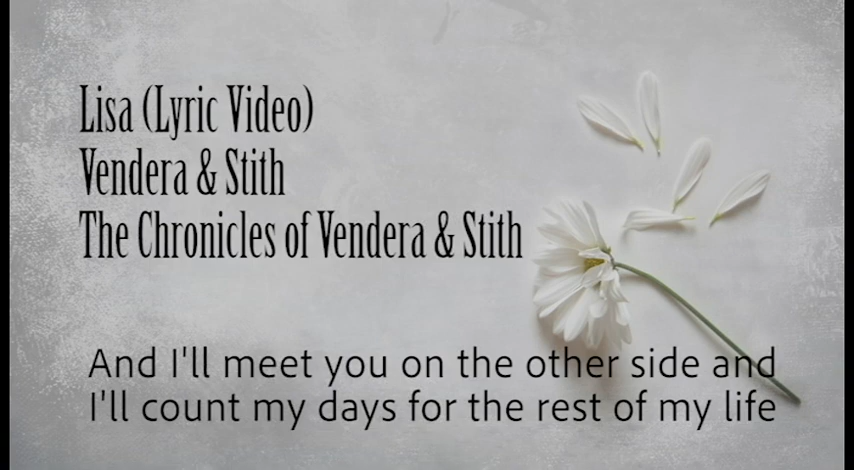 Lisa (Lyric Video)
Vendera & Stith
The Chronicles of Vendera & Stith
And I'll meet you on the other side and
I'll count my days for the rest of my life